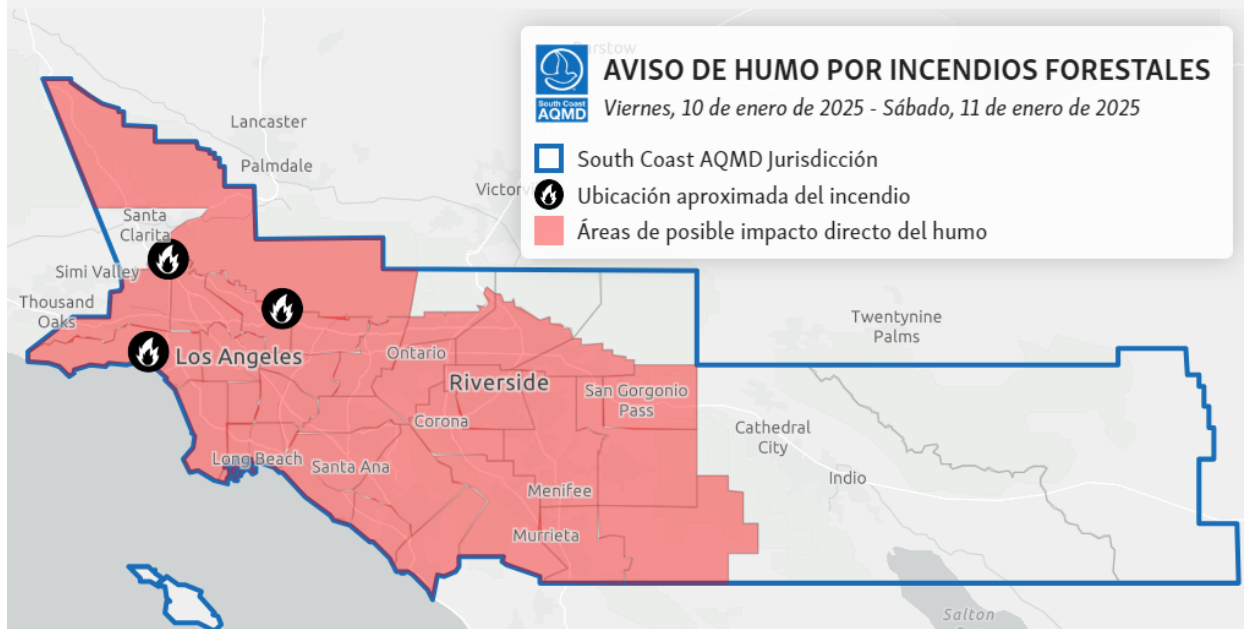 Barstow
South Coast
AQMD
AVISO DE HUMO POR INCENDIOS FORESTALES
Viernes, 10 de enero de 2025 - Sábado, 11 de enero de 2025
South Coast AQMD Jurisdicción
Ubicación aproximada del incendio
Áreas de posible impacto directo del humo
Lancaster
Palmdale
Santa
Clarita
Simi Valley
Thousand
Oaks
Los Angeles
Ontario
Riverside
San Gorgonio
Pass
Corona
Long Beach
Santa Ana
Menifee
Murrieta
Twentynine
Palms
Cathedral
City
Indio
Salton